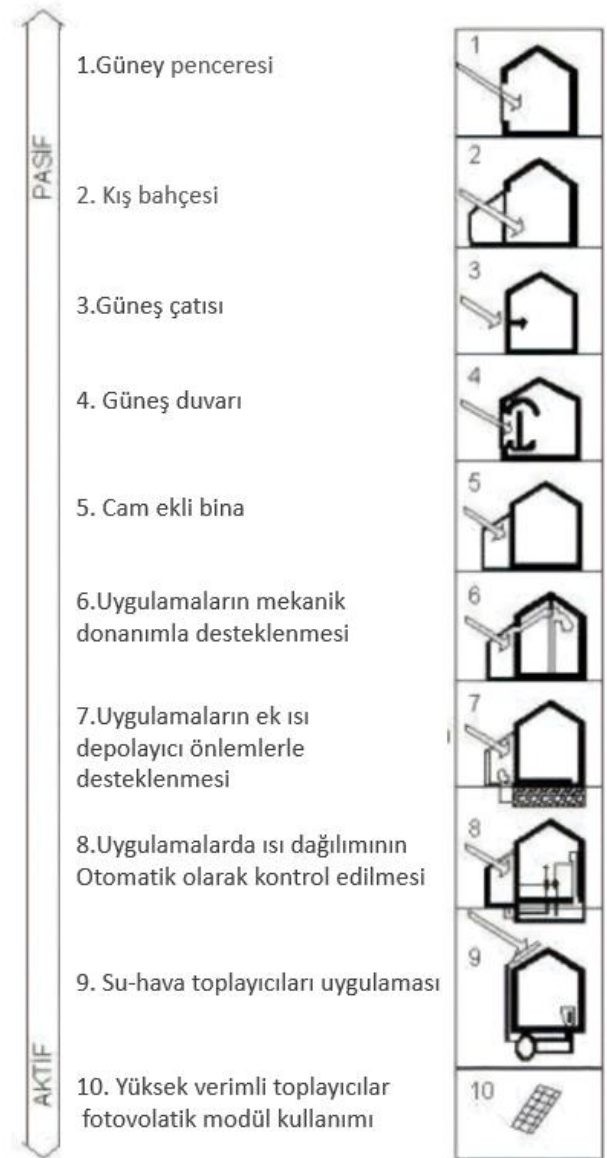 PASİF
1.Güney penceresi
1
2. Kış bahçesi
2
3.Güneş çatısı
3
4. Güneş duvarı
4
5. Cam ekli bina
5
6.Uygulamaların mekanik
donanımla desteklenmesi
6
7.Uygulamaların ek ısı
depolayıcı önlemlerle
desteklenmesi
7
8.Uygulamalarda ısı dağılımının
Otomatik olarak kontrol edilmesi
8
9. Su-hava toplayıcıları uygulaması
9
AKTİF
10. Yüksek verimli toplayıcılar
fotovolatik modül kullanımı
10